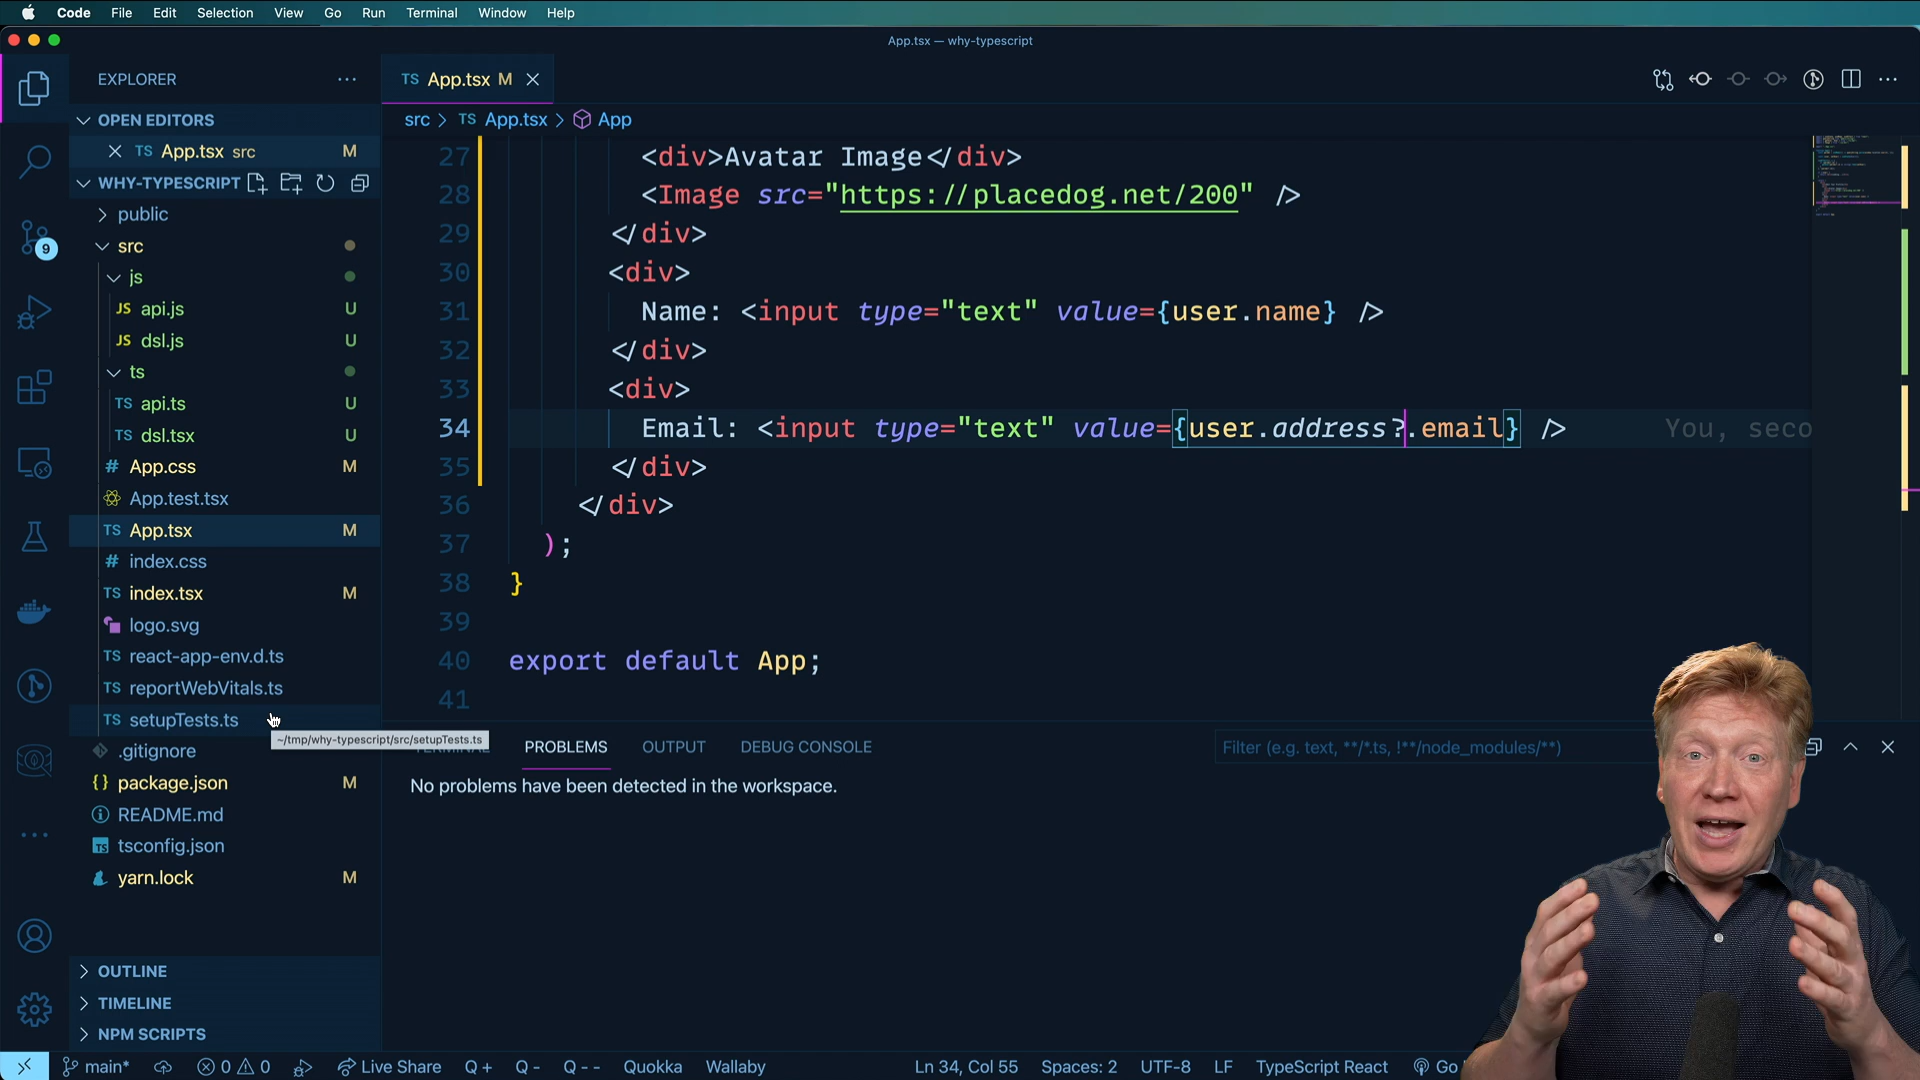 Code File Edit Selection View Go Run Terminal Window Help
App.tsx — why-typescript
EXPLORER
TS App.tsx M
OPEN EDITORS
TS App.tsx src M
WHY-TYPESCRIPT
public
src
js
JS api.js U
JS dsl.js U
ts
TS api.ts U
TS dsl.tsx U
# App.css M
App.test.tsx
TS App.tsx M
# index.css
TS index.tsx M
logo.svg
TS react-app-env.d.ts
TS reportWebVitals.ts
TS setupTests.ts
~/tmp/why-typescript/src/setupTests.ts
.gitignore
{} package.json M
README.md
TS tsconfig.json
yarn.lock M
OUTLINE
TIMELINE
NPM SCRIPTS
9
src > TS App.tsx > App
27 <div>Avatar Image</div>
28 <Image src="https://placedog.net/200" />
29 </div>
30 <div>
31 Name: <input type="text" value={user.name} />
32 </div>
33 <div>
34 Email: <input type="text" value={user.address?.email} /> You, seco
35 </div>
36 </div>
37 );
38 }
39
40 export default App;
41
TERMINAL PROBLEMS OUTPUT DEBUG CONSOLE
Filter (e.g. text, **/*.ts, !**/node_modules/**)
No problems have been detected in the workspace.
main* 0 0 Live Share Q + Q - Q - - Quokka Wallaby Ln 34, Col 55 Spaces: 2 UTF-8 LF TypeScript React Go